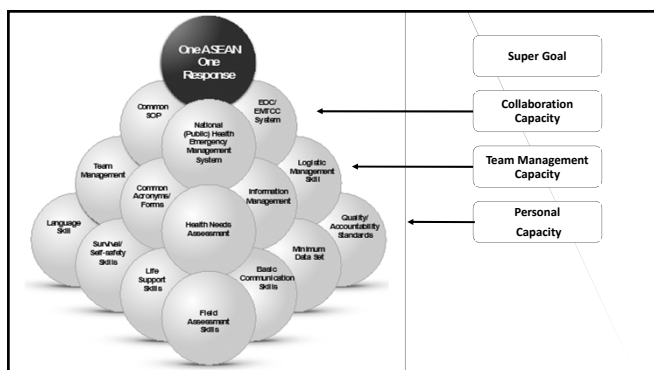 One ASEAN
One
Response
Common
SOP
EOC/
EMTCC
System
National
(Public) Health
Emergency
Management
System
Team
Management
Common
Acronyms/
Forms
Information
Management
Logistic
Management
Skill
Language
Skill
Survival/
Self-safety
Skills
Health Needs
Assessment
Minimum
Data Set
Quality/
Accountability
Standards
Life
Support
Skills
Basic
Communication
Skills
Field
Assessment
Skills
Super Goal
Collaboration
Capacity
Team Management
Capacity
Personal
Capacity